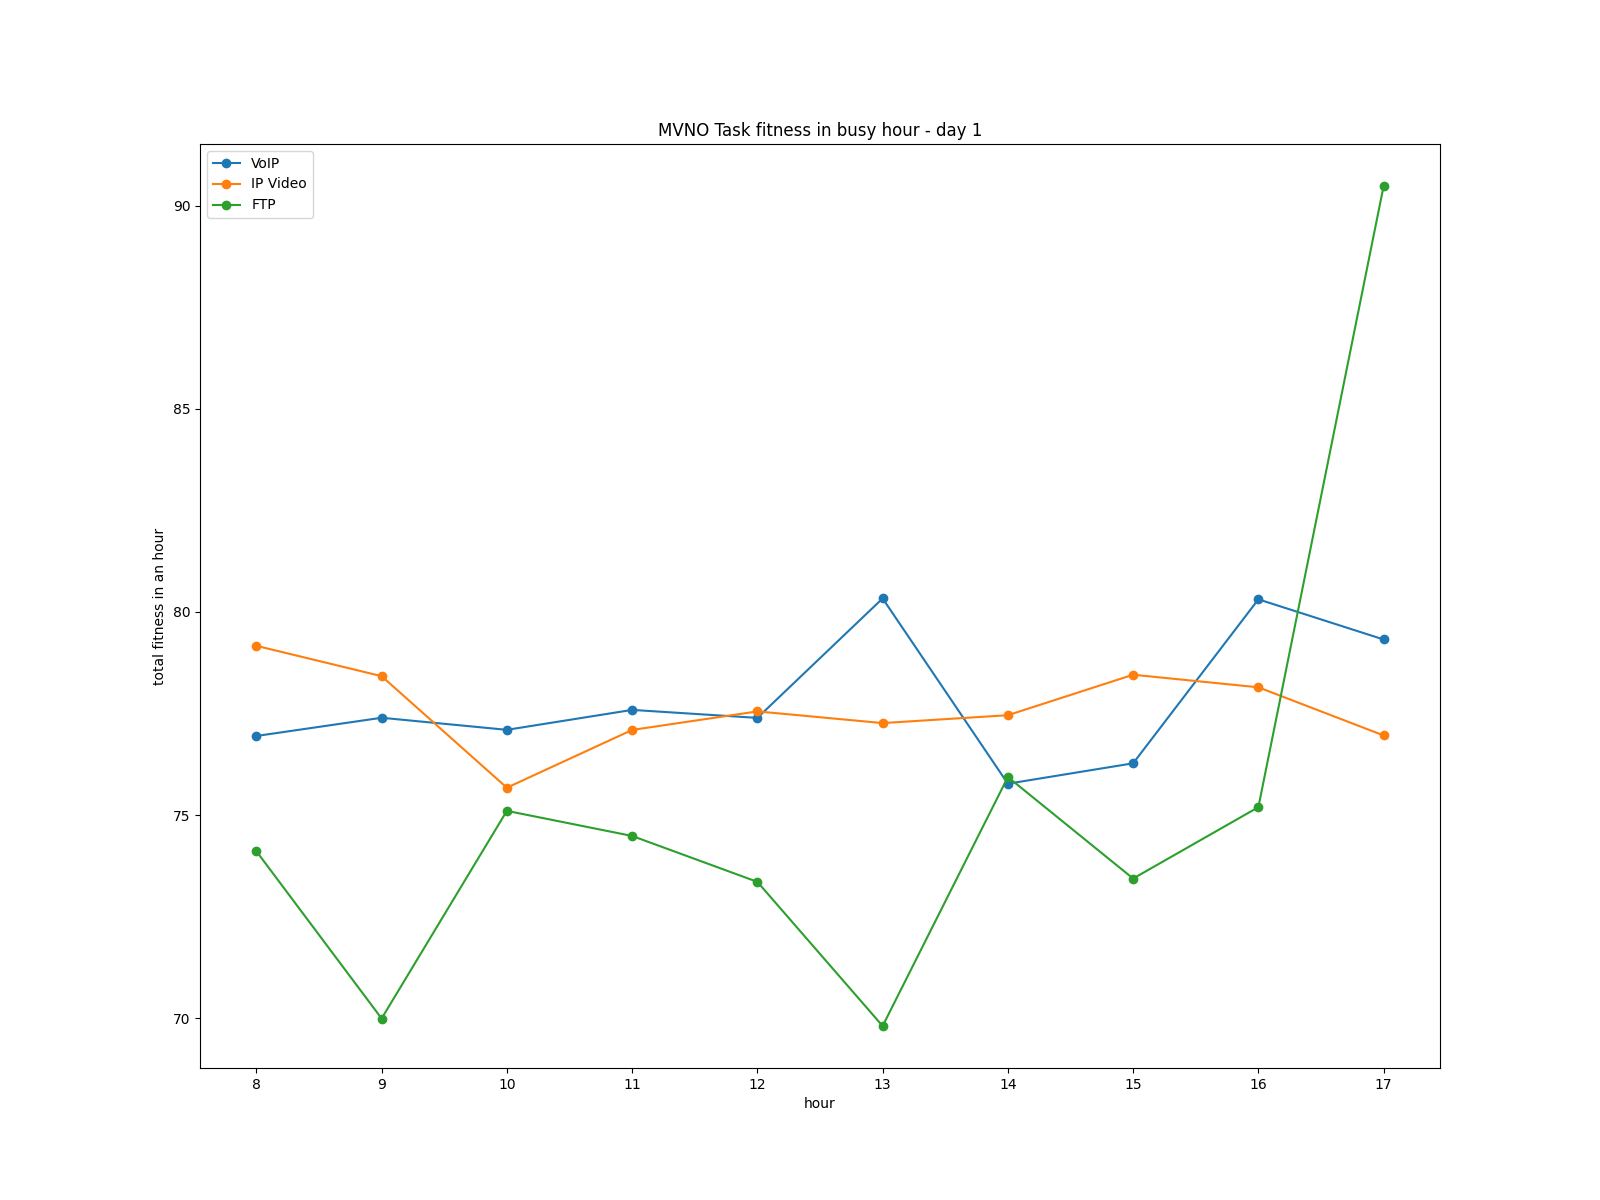 MVNO Task fitness in busy hour - day 1
VoIP
IP Video
FTP
90
85
80
75
70
total fitness in an hour
8 9 10 11 12 13 14 15 16 17
hour